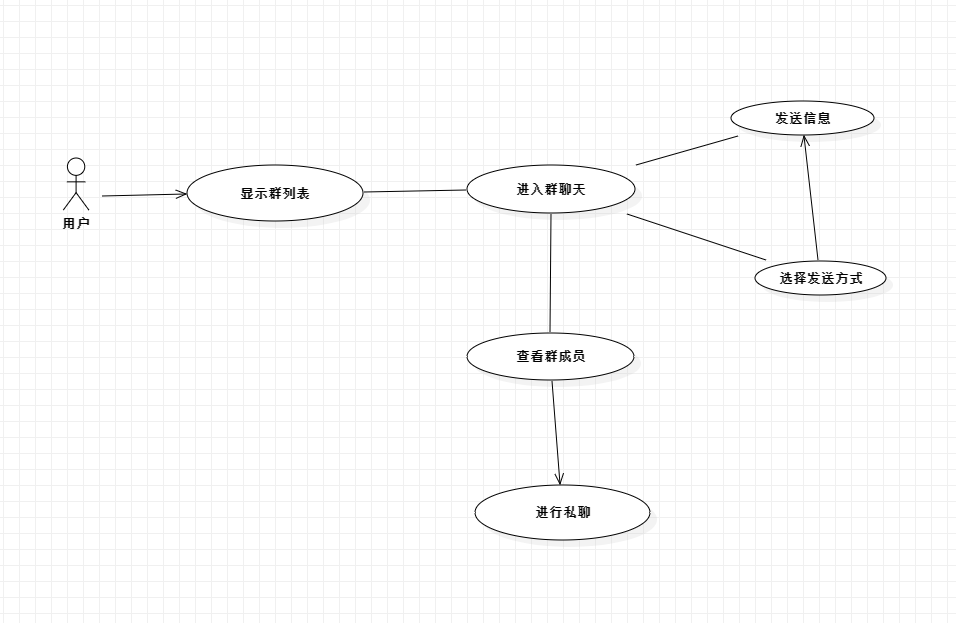 发送信息
用户
显示群列表
进入群聊天
选择发送方式
查看群成员
进行私聊